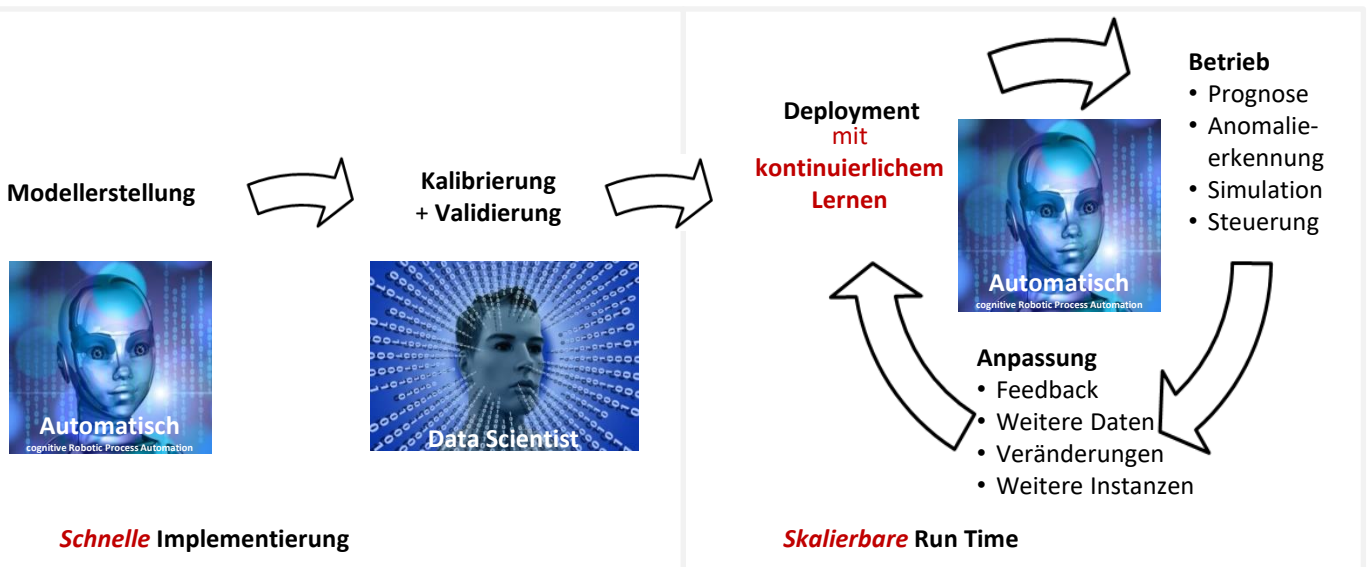 Modellerstellung
Automatisch
cognitive Robotic Process Automation
Kalibrierung
+ Validierung
Data Scientist
Schnelle Implementierung
Deployment
mit
kontinuierlichem
Lernen
Automatisch
cognitive Robotic Process Automation
Betrieb
• Prognose
• Anomalie-
erkennung
• Simulation
• Steuerung
Anpassung
• Feedback
• Weitere Daten
• Veränderungen
• Weitere Instanzen
Skalierbare Run Time